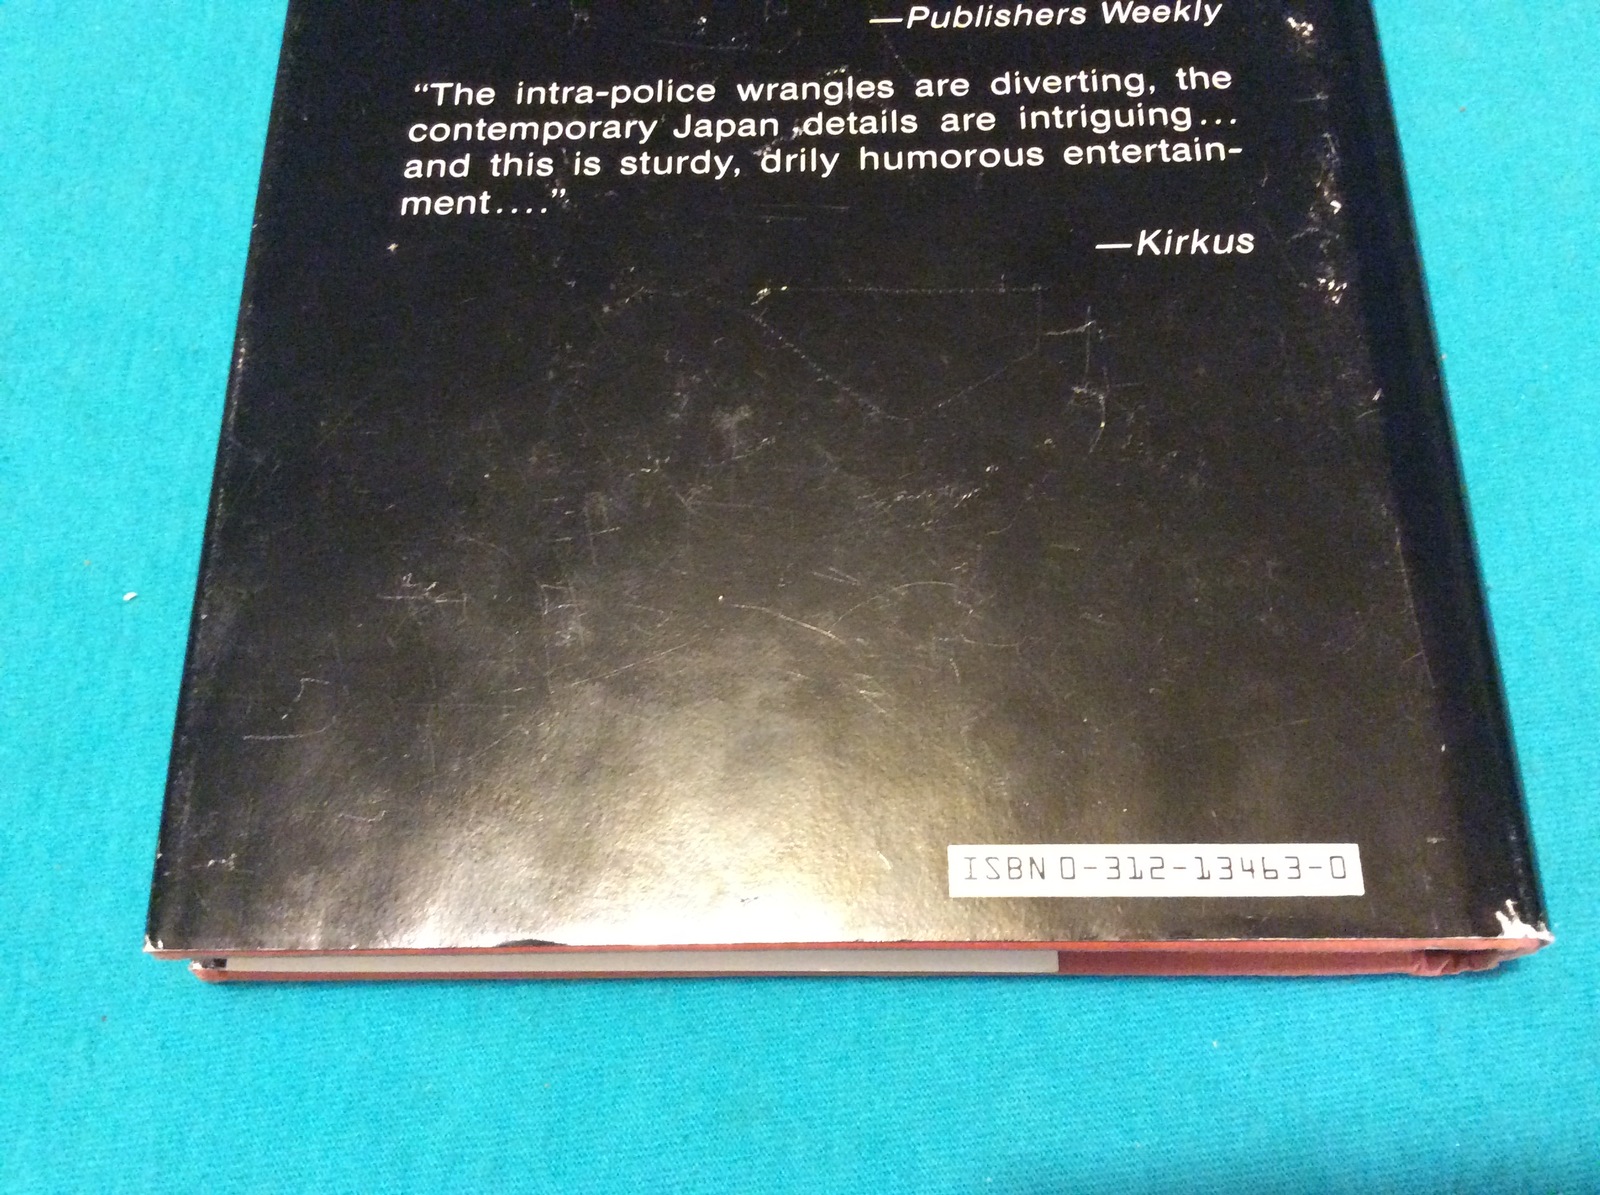 —Publishers Weekly
“The intra-police wrangles are diverting, the
contemporary Japan details are intriguing...
and this is sturdy, drily humorous entertain-
ment....”
—Kirkus
ISBN 0-312-13463-0